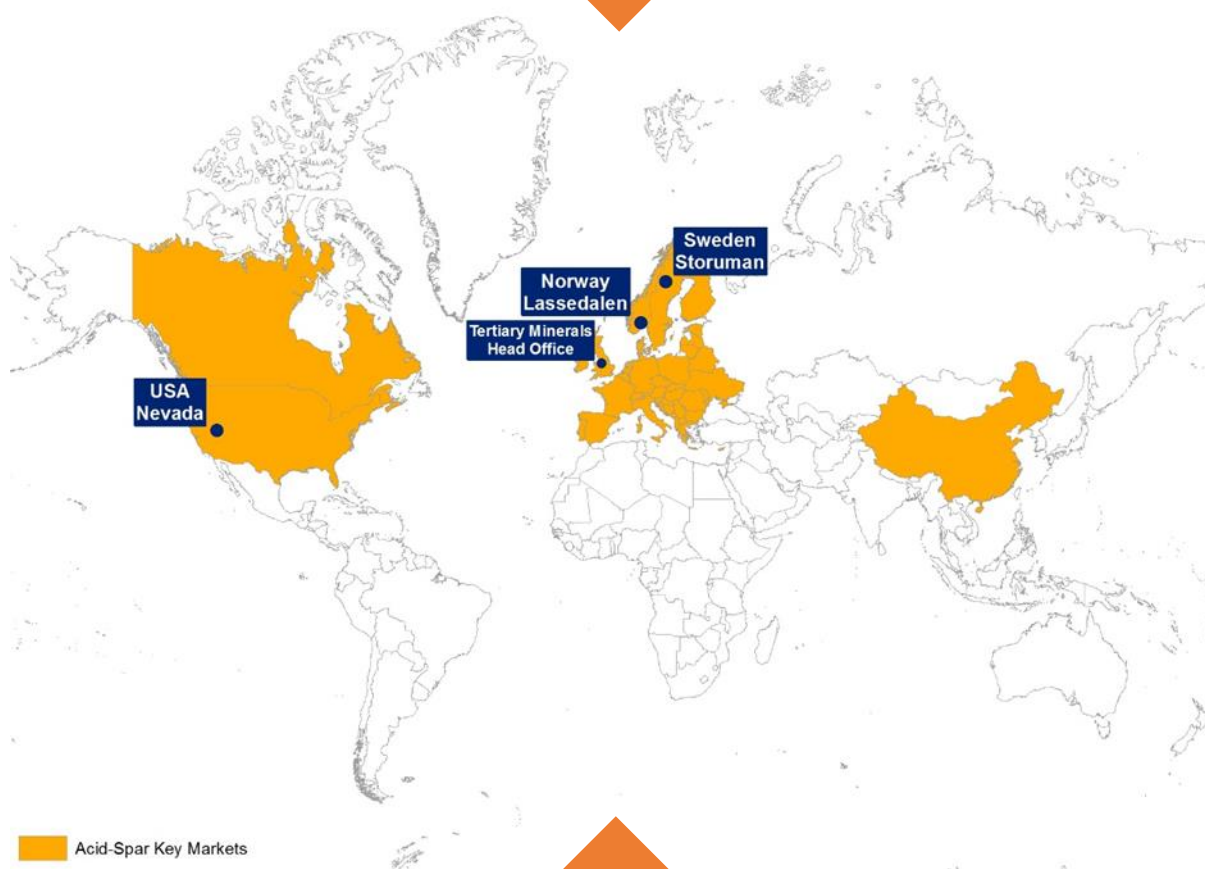 Sweden
Storuman
Norway
Lassedalen
Tertiary Minerals
Head Office
USA
Nevada
Acid-Spar Key Markets